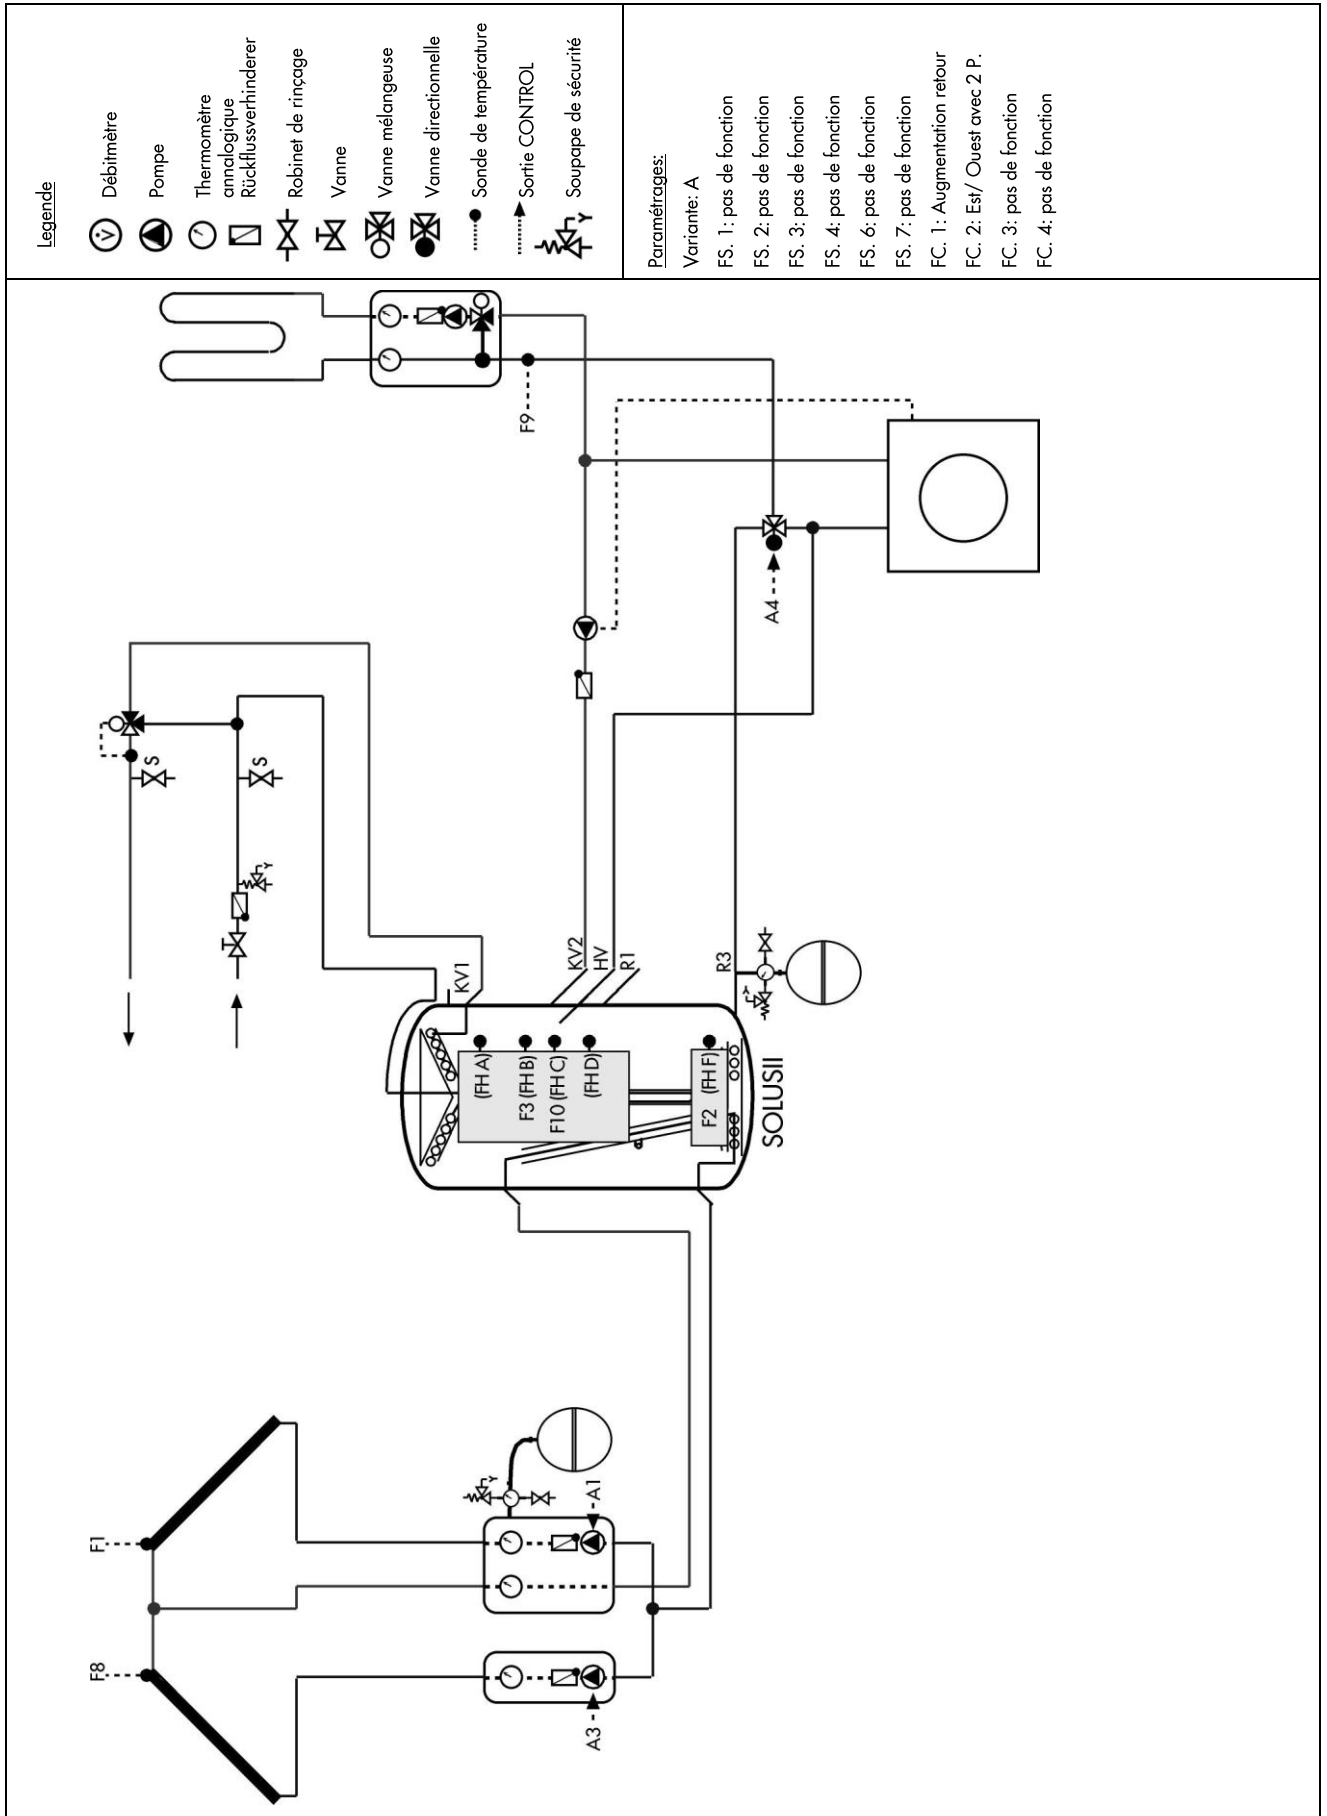 Legende
V
Débitmètre
Pompe
Thermomètre
annalogique
Rückflussverhinderer
Robinet de rinçage
Vanne
Vanne mélangeuse
Vanne directionnelle
Sonde de température
Sortie CONTROL
Soupape de sécurité
Paramétrages:
Variante: A
FS. 1: pas de fonction
FS. 2: pas de fonction
FS. 3: pas de fonction
FS. 4: pas de fonction
FS. 6: pas de fonction
FS. 7: pas de fonction
FC. 1: Augmentation retour
FC. 2: Est/ Ouest avec 2 P.
FC. 3: pas de fonction
FC. 4: pas de fonction
F8
F1
A3
A1
S
S
KV1
KV2
HV
R1
R3
(FH A)
F3 (FH B)
F10 (FH C)
(FH D)
F2 (FH F)
SOLUSII
F9
A4